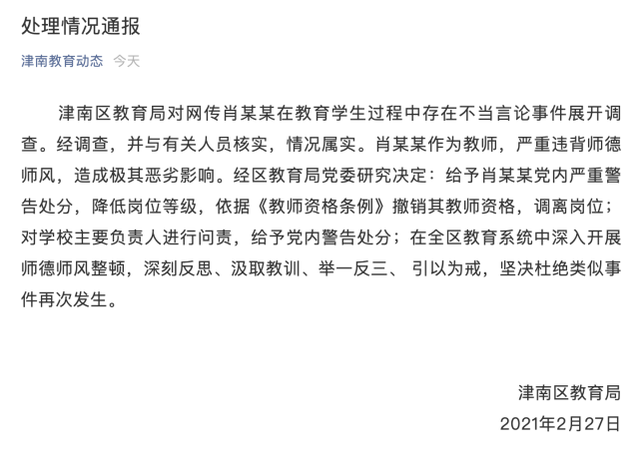 处理情况通报
津南教育动态 今天
津南区教育局对网传肖某某在教育学生过程中存在不当言论事件展开调
查。经调查，并与有关人员核实，情况属实。肖某某作为教师，严重违背师德
师风，造成极其恶劣影响。经区教育局党委研究决定：给予肖某某党内严重警
告处分，降低岗位等级，依据《教师资格条例》撤销其教师资格，调离岗位；
对学校主要负责人进行问责，给予党内警告处分；在全区教育系统中深入开展
师德师风整顿，深刻反思、汲取教训、举一反三、 引以为戒，坚决杜绝类似事
件再次发生。
津南区教育局
2021年2月27日